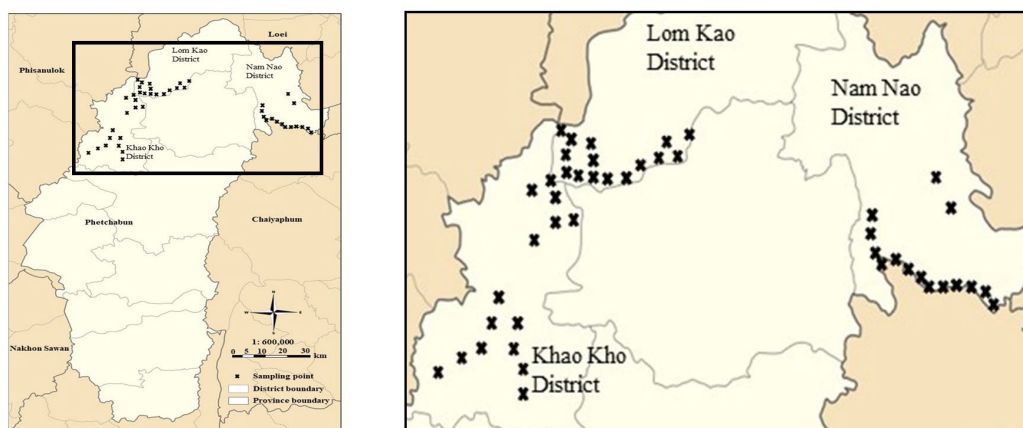 Loei
Lom Kao
District
Phisanulok
Nam Nao
District
Khao Kho
District
Phetchabun
Chaiyaphum
N
W
E
S
Nakhon Sawan
1: 600,000
0 5 10 20 30
km
Sampling point
District boundary
Province boundary
Lom Kao
District
Nam Nao
District
Khao Kho
District